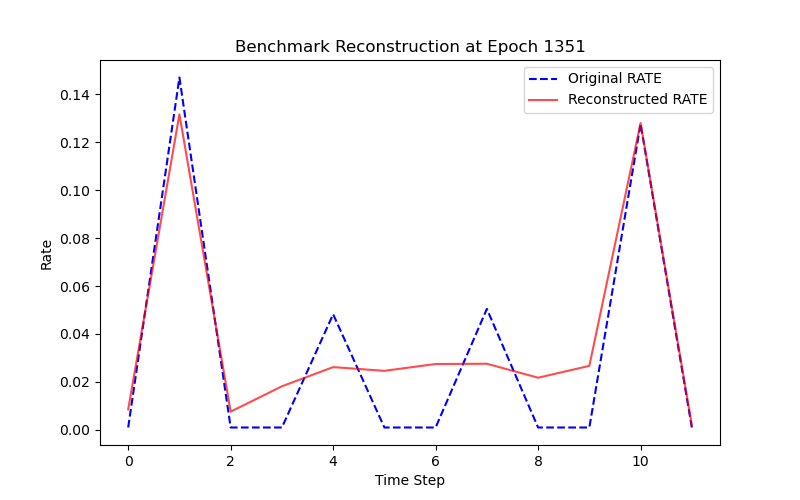 Benchmark Reconstruction at Epoch 1351
Original RATE
Reconstructed RATE
0.14
0.12
0.10
0.08
0.06
0.04
0.02
0.00
Rate
0 2 4 6 8 10
Time Step